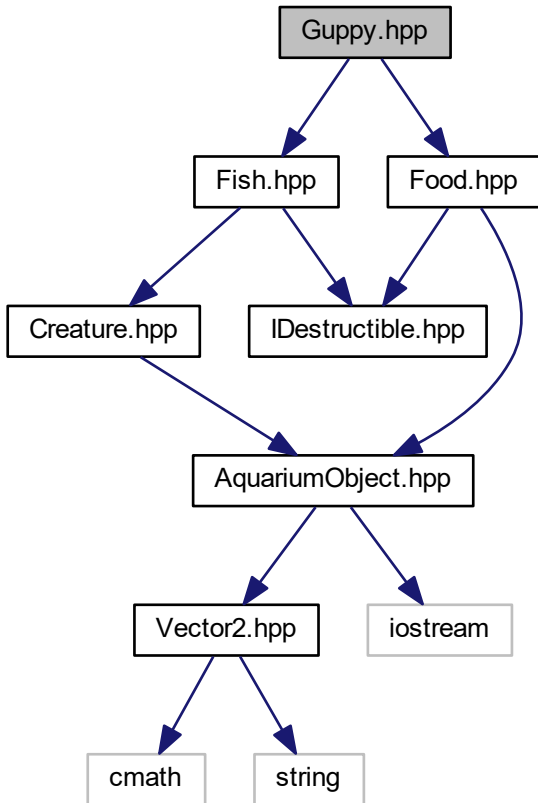 Guppy.hpp
Fish.hpp
Food.hpp
Creature.hpp
IDestructible.hpp
AquariumObject.hpp
Vector2.hpp
iostream
cmath
string